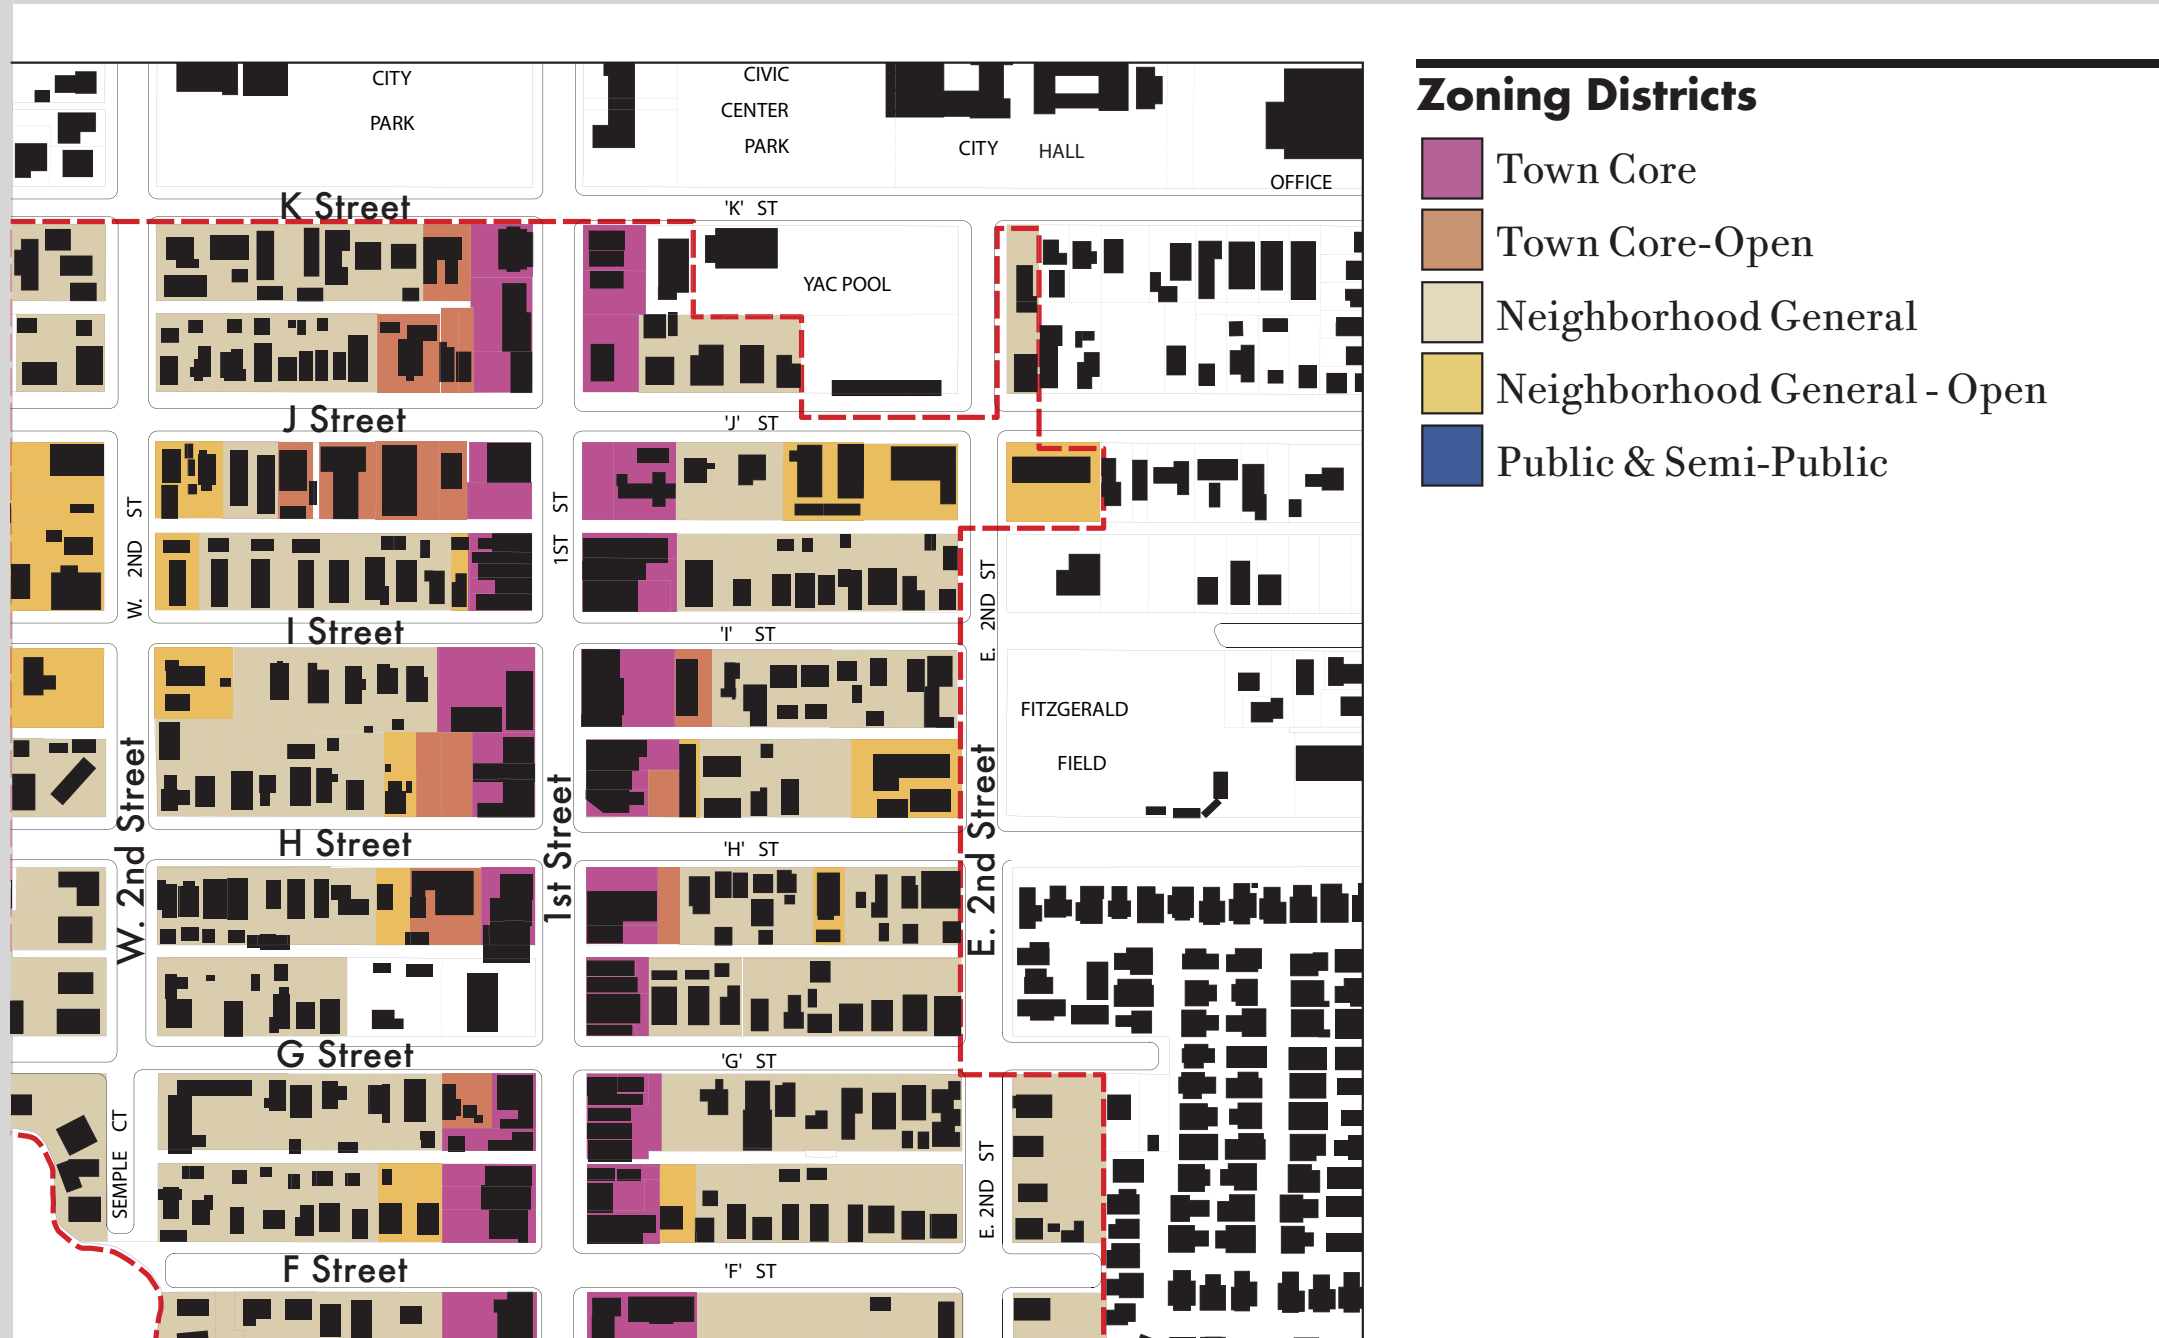 CITY
PARK
CIVIC
CENTER
PARK
CITY HALL
OFFICE
K Street
'K' ST
YAC POOL
J Street
'J' ST
W. 2ND ST
1ST ST
E. 2ND ST
I Street
'I' ST
FITZGERALD
FIELD
W. 2nd Street
1st Street
E. 2nd Street
H Street
'H' ST
G Street
'G' ST
SEMPLE CT
E. 2ND ST
F Street
'F' ST
Zoning Districts
Town Core
Town Core-Open
Neighborhood General
Neighborhood General - Open
Public & Semi-Public